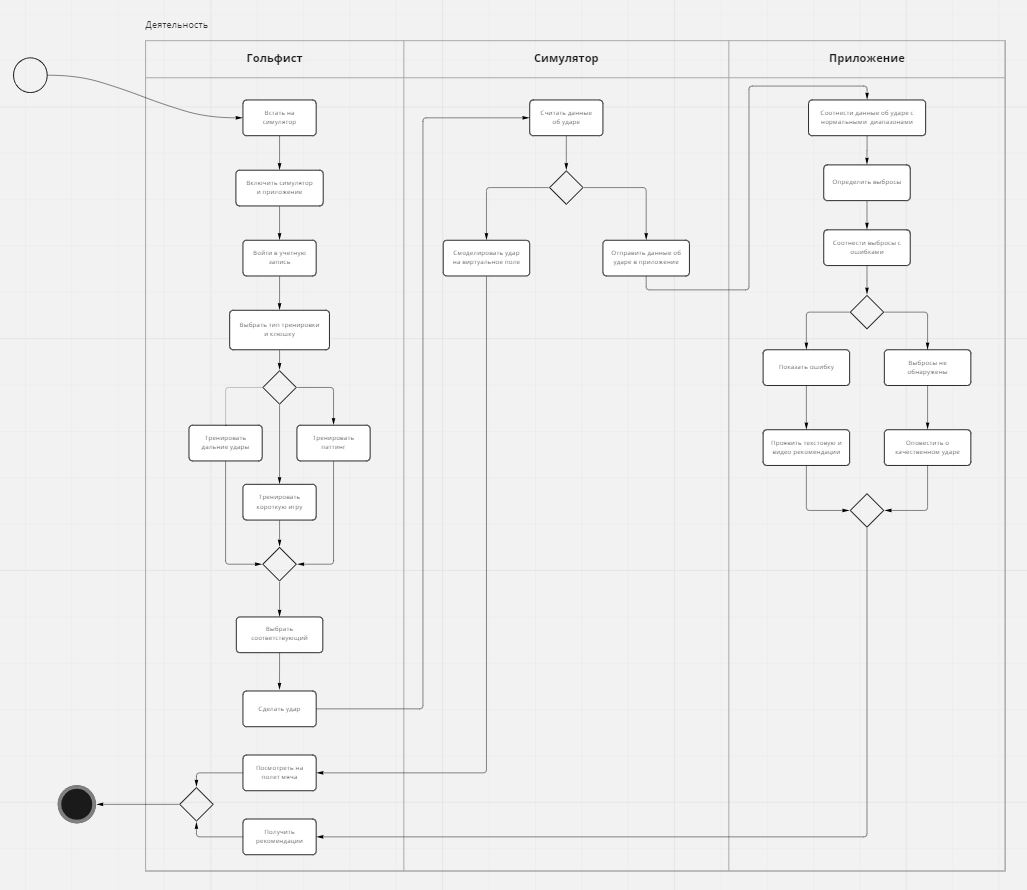 Деятельность
Гольфист
Симулятор
Приложение
Встать на
симулятор
Включить симулятор
и приложение
Войти в учетную
запись
Выбрать тип тренировки
и клюшку
Тренировать
дальние удары
Тренировать
паттинг
Тренировать
короткую игру
Выбрать
соответствующий
Сделать удар
Посмотреть на
полет мяча
Получить
рекомендации
Считать данные
об ударе
Смоделировать удар
на виртуальное поле
Отправить данные об
ударе в приложение
Соотнести данные об ударе с
нормальными диапазонами
Определить выбросы
Соотнести выбросы с
ошибками
Показать ошибку
Выбросы не
обнаружены
Проявить текстовую и
видео рекомендации
Оповестить о
качественном ударе